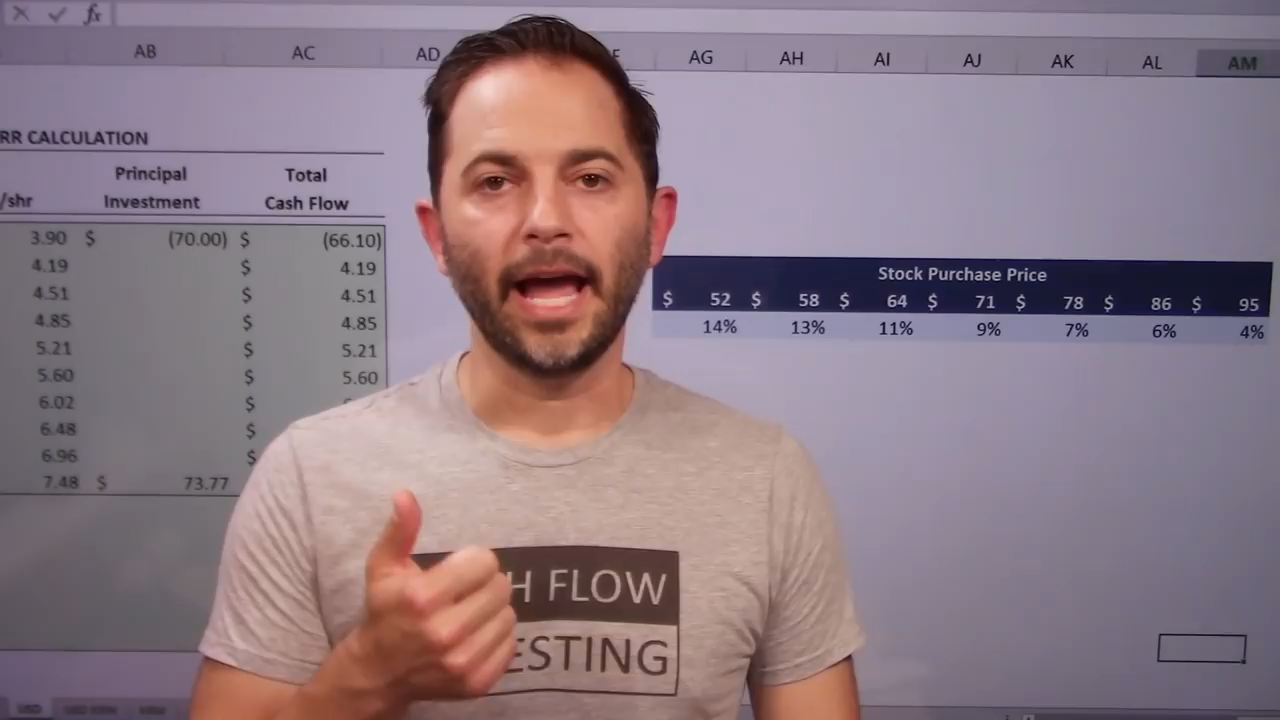 fx
AB AC AD F AG AH AI AJ AK AL AM
RR CALCULATION
Principal Total
/shr Investment Cash Flow
3.90 $ (70.00) $ (66.10)
4.19 $ 4.19
4.51 $ 4.51
4.85 $ 4.85
5.21 $ 5.21
5.60 $ 5.60
6.02 $
6.48 $
6.96 $
7.48 $ 73.77
Stock Purchase Price
$ 52 $ 58 $ 64 $ 71 $ 78 $ 86 $ 95
14% 13% 11% 9% 7% 6% 4%
H FLOW
ESTING
USD